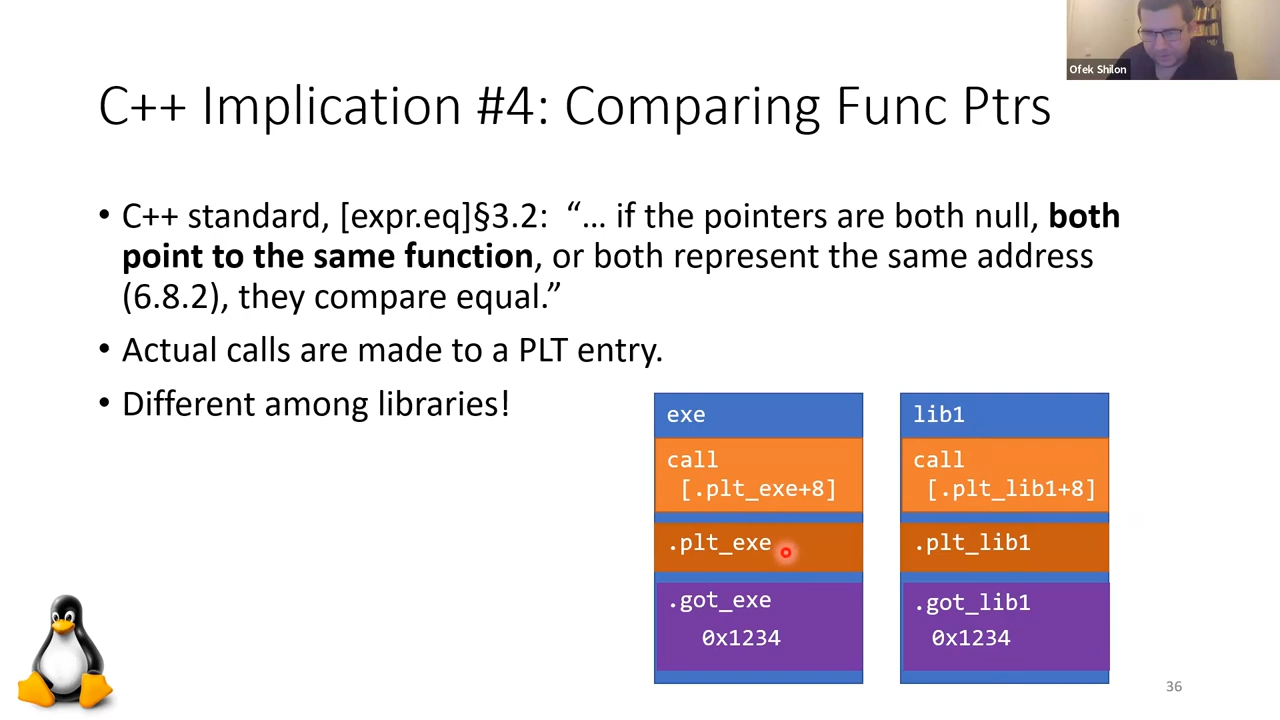 Ofek Shilon
C++ Implication #4: Comparing Func Ptrs
• C++ standard, [expr.eq]§3.2: “… if the pointers are both null, both
point to the same function, or both represent the same address
(6.8.2), they compare equal.”
• Actual calls are made to a PLT entry.
• Different among libraries!
exe
call
[.plt_exe+8]
.plt_exe
.got_exe
0x1234
lib1
call
[.plt_lib1+8]
.plt_lib1
.got_lib1
0x1234
36